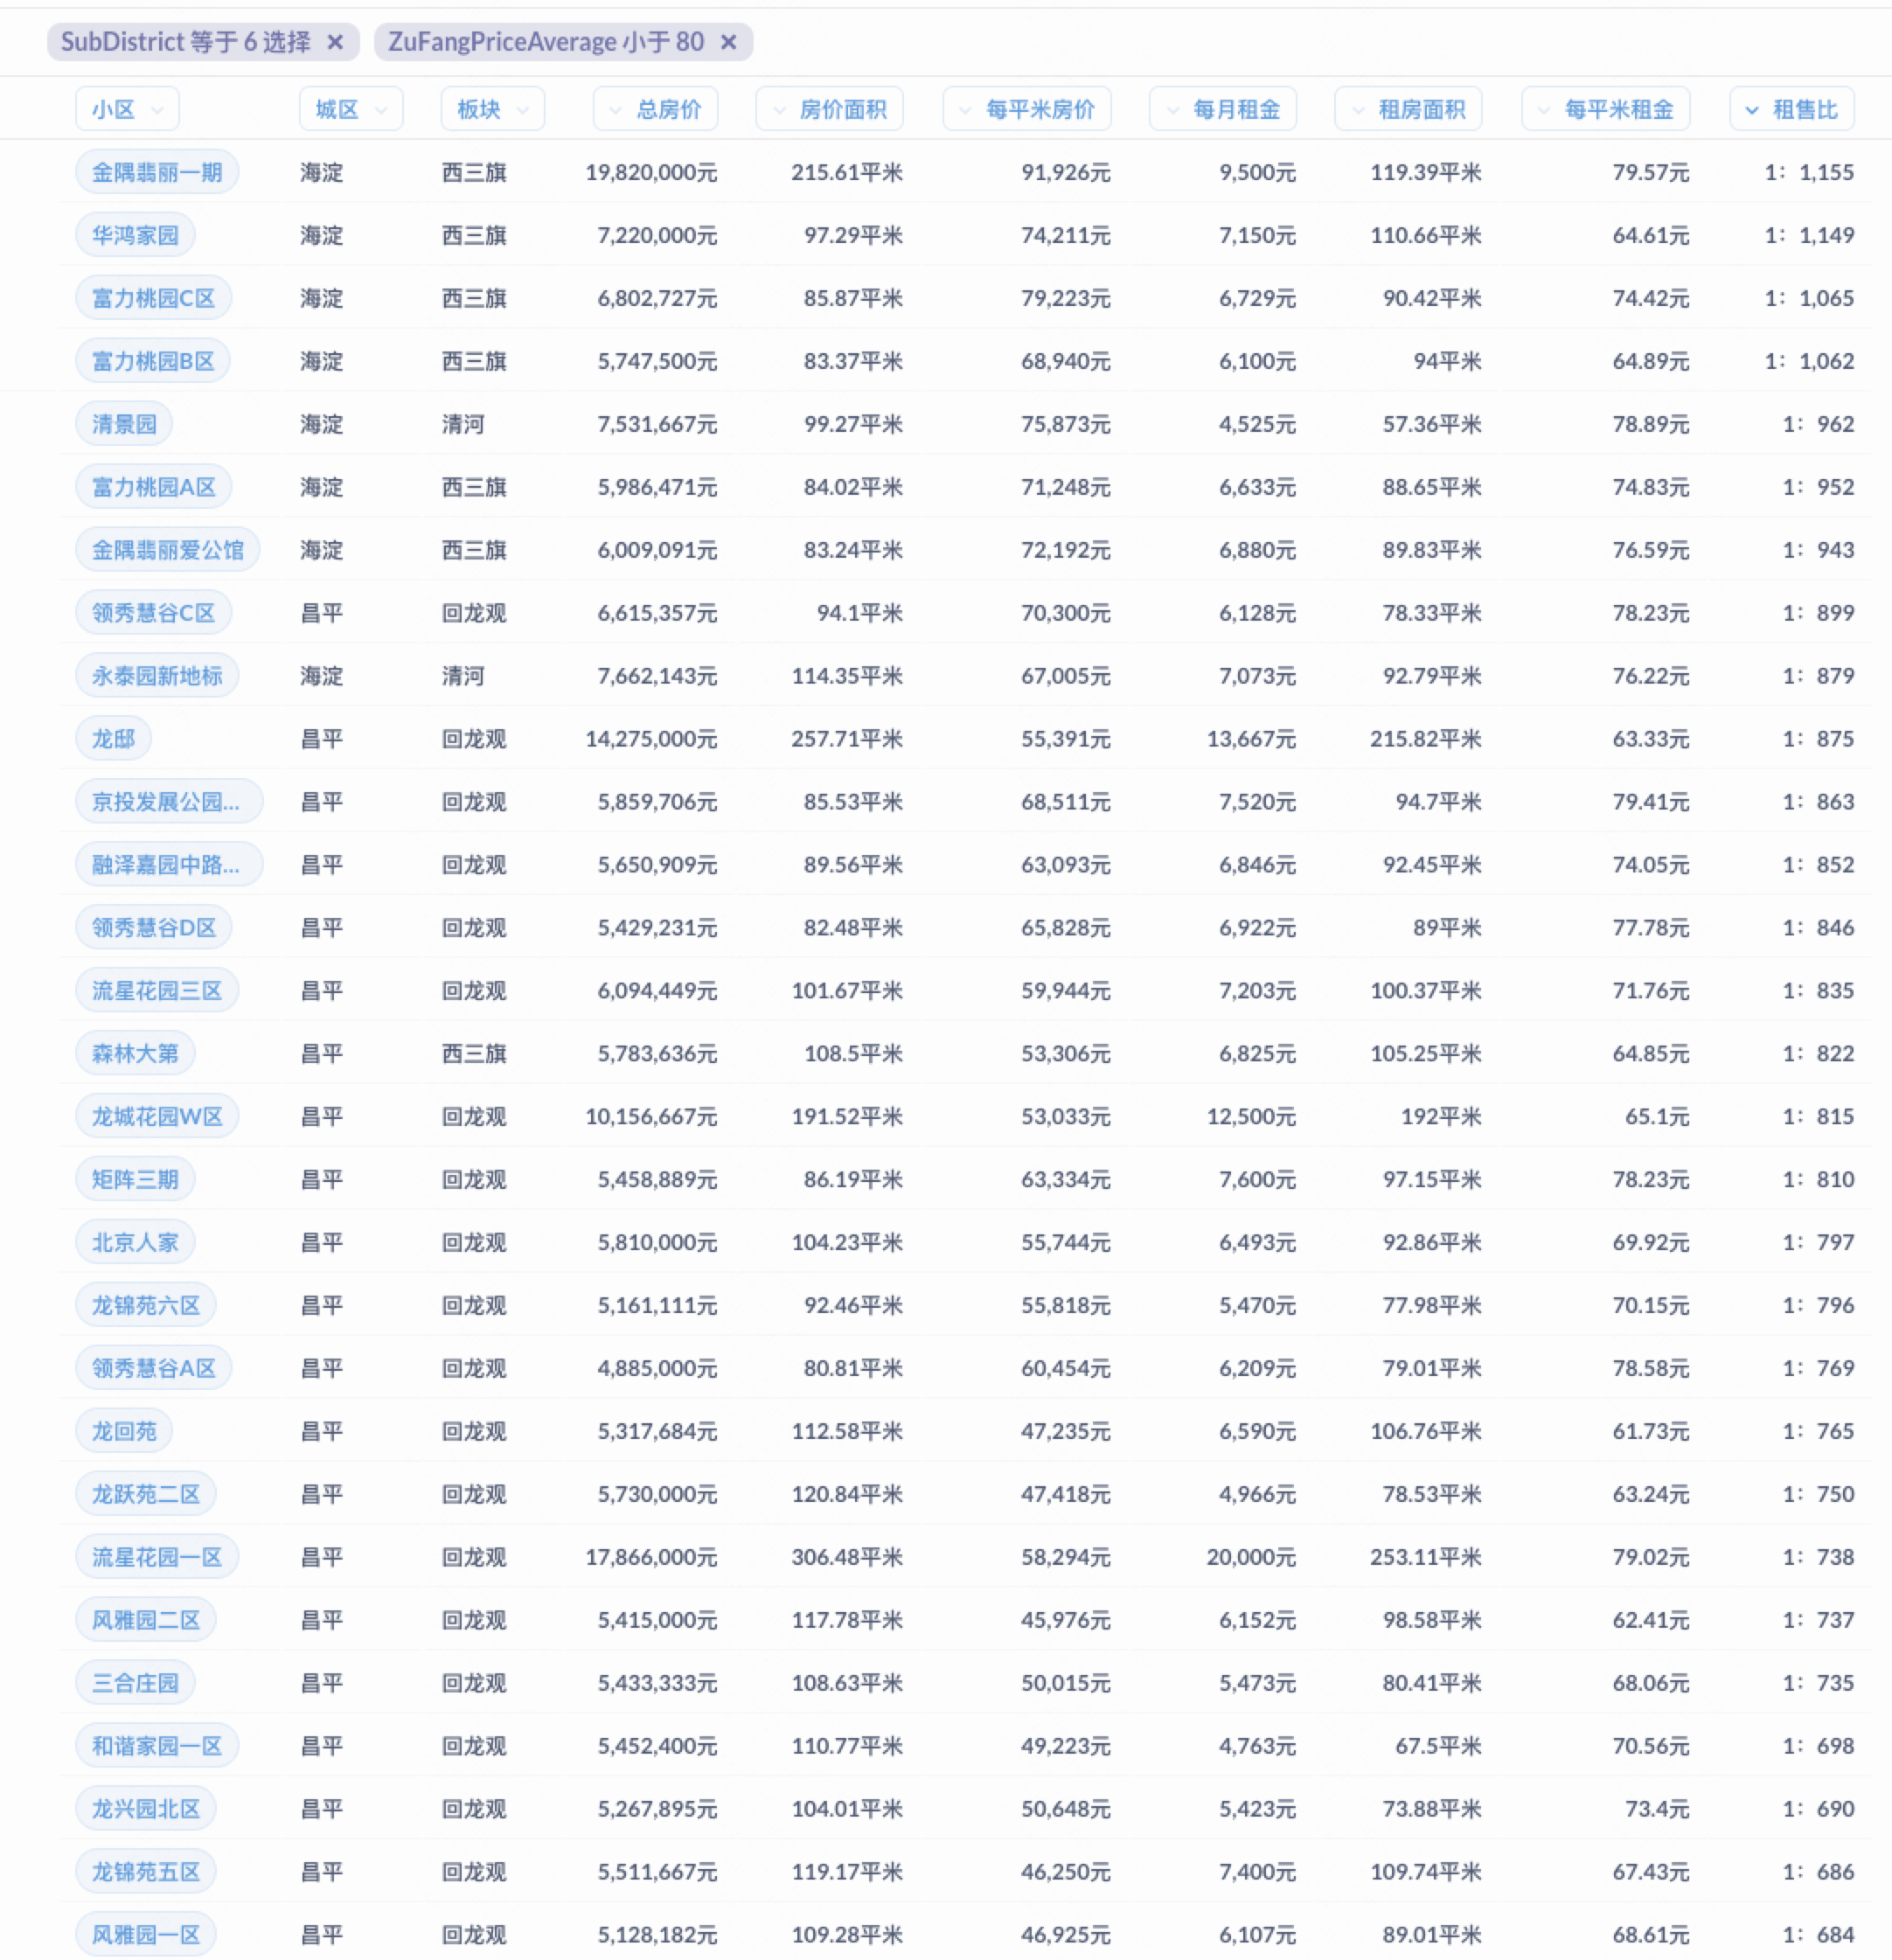 SubDistrict 等于 6 选择 × ZuFangPriceAverage 小于 80 ×
小区 城区 板块 总房价 房价面积 每平米房价 每月租金 租房面积 每平米租金 租售比
金隅翡丽一期 海淀 西三旗 19,820,000元 215.61平米 91,926元 9,500元 119.39平米 79.57元 1：1,155
华鸿家园 海淀 西三旗 7,220,000元 97.29平米 74,211元 7,150元 110.66平米 64.61元 1：1,149
富力桃园C区 海淀 西三旗 6,802,727元 85.87平米 79,223元 6,729元 90.42平米 74.42元 1：1,065
富力桃园B区 海淀 西三旗 5,747,500元 83.37平米 68,940元 6,100元 94平米 64.89元 1：1,062
清景园 海淀 清河 7,531,667元 99.27平米 75,873元 4,525元 57.36平米 78.89元 1：962
富力桃园A区 海淀 西三旗 5,986,471元 84.02平米 71,248元 6,633元 88.65平米 74.83元 1：952
金隅翡丽爱公馆 海淀 西三旗 6,009,091元 83.24平米 72,192元 6,880元 89.83平米 76.59元 1：943
领秀慧谷C区 昌平 回龙观 6,615,357元 94.1平米 70,300元 6,128元 78.33平米 78.23元 1：899
永泰园新地标 海淀 清河 7,662,143元 114.35平米 67,005元 7,073元 92.79平米 76.22元 1：879
龙邸 昌平 回龙观 14,275,000元 257.71平米 55,391元 13,667元 215.82平米 63.33元 1：875
京投发展公园... 昌平 回龙观 5,859,706元 85.53平米 68,511元 7,520元 94.7平米 79.41元 1：863
融泽嘉园中路... 昌平 回龙观 5,650,909元 89.56平米 63,093元 6,846元 92.45平米 74.05元 1：852
领秀慧谷D区 昌平 回龙观 5,429,231元 82.48平米 65,828元 6,922元 89平米 77.78元 1：846
流星花园三区 昌平 回龙观 6,094,449元 101.67平米 59,944元 7,203元 100.37平米 71.76元 1：835
森林大第 昌平 西三旗 5,783,636元 108.5平米 53,306元 6,825元 105.25平米 64.85元 1：822
龙城花园W区 昌平 回龙观 10,156,667元 191.52平米 53,033元 12,500元 192平米 65.1元 1：815
矩阵三期 昌平 回龙观 5,458,889元 86.19平米 63,334元 7,600元 97.15平米 78.23元 1：810
北京人家 昌平 回龙观 5,810,000元 104.23平米 55,744元 6,493元 92.86平米 69.92元 1：797
龙锦苑六区 昌平 回龙观 5,161,111元 92.46平米 55,818元 5,470元 77.98平米 70.15元 1：796
领秀慧谷A区 昌平 回龙观 4,885,000元 80.81平米 60,454元 6,209元 79.01平米 78.58元 1：769
龙回苑 昌平 回龙观 5,317,684元 112.58平米 47,235元 6,590元 106.76平米 61.73元 1：765
龙跃苑二区 昌平 回龙观 5,730,000元 120.84平米 47,418元 4,966元 78.53平米 63.24元 1：750
流星花园一区 昌平 回龙观 17,866,000元 306.48平米 58,294元 20,000元 253.11平米 79.02元 1：738
风雅园二区 昌平 回龙观 5,415,000元 117.78平米 45,976元 6,152元 98.58平米 62.41元 1：737
三合庄园 昌平 回龙观 5,433,333元 108.63平米 50,015元 5,473元 80.41平米 68.06元 1：735
和谐家园一区 昌平 回龙观 5,452,400元 110.77平米 49,223元 4,763元 67.5平米 70.56元 1：698
龙兴园北区 昌平 回龙观 5,267,895元 104.01平米 50,648元 5,423元 73.88平米 73.4元 1：690
龙锦苑五区 昌平 回龙观 5,511,667元 119.17平米 46,250元 7,400元 109.74平米 67.43元 1：686
风雅园一区 昌平 回龙观 5,128,182元 109.28平米 46,925元 6,107元 89.01平米 68.61元 1：684